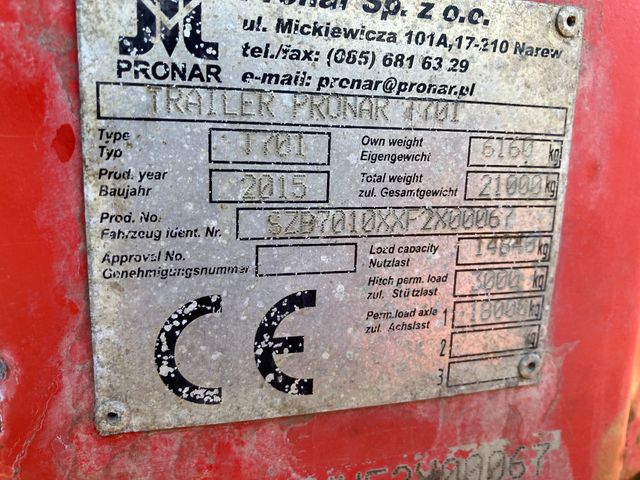 Pronar Sp. z o.o.
ul. Mickiewicza 101A,17-210 Narew
tel./fax: (085) 681 63 29
e-mail: pronar@pronar.pl
PRONAR
TRAILER PRONAR T701
Type
Typ
T701
Own weight
Eigengewicht
6160 kg
Prod. year
Baujahr
2015
Total weight
zul. Gesamtgewicht
21000 kg
Prod. No.
Fahrzeug ident. Nr.
SZB7010XXF2X00067
Approval No.
Genehmigungsnummer
Load capacity
Nutzlast
14840 kg
Hitch perm. load
zul. Stützlast
3000 kg
Perm.load axle
zul. Achslast
1
18000 kg
2
kg
3
CE
F2X00067